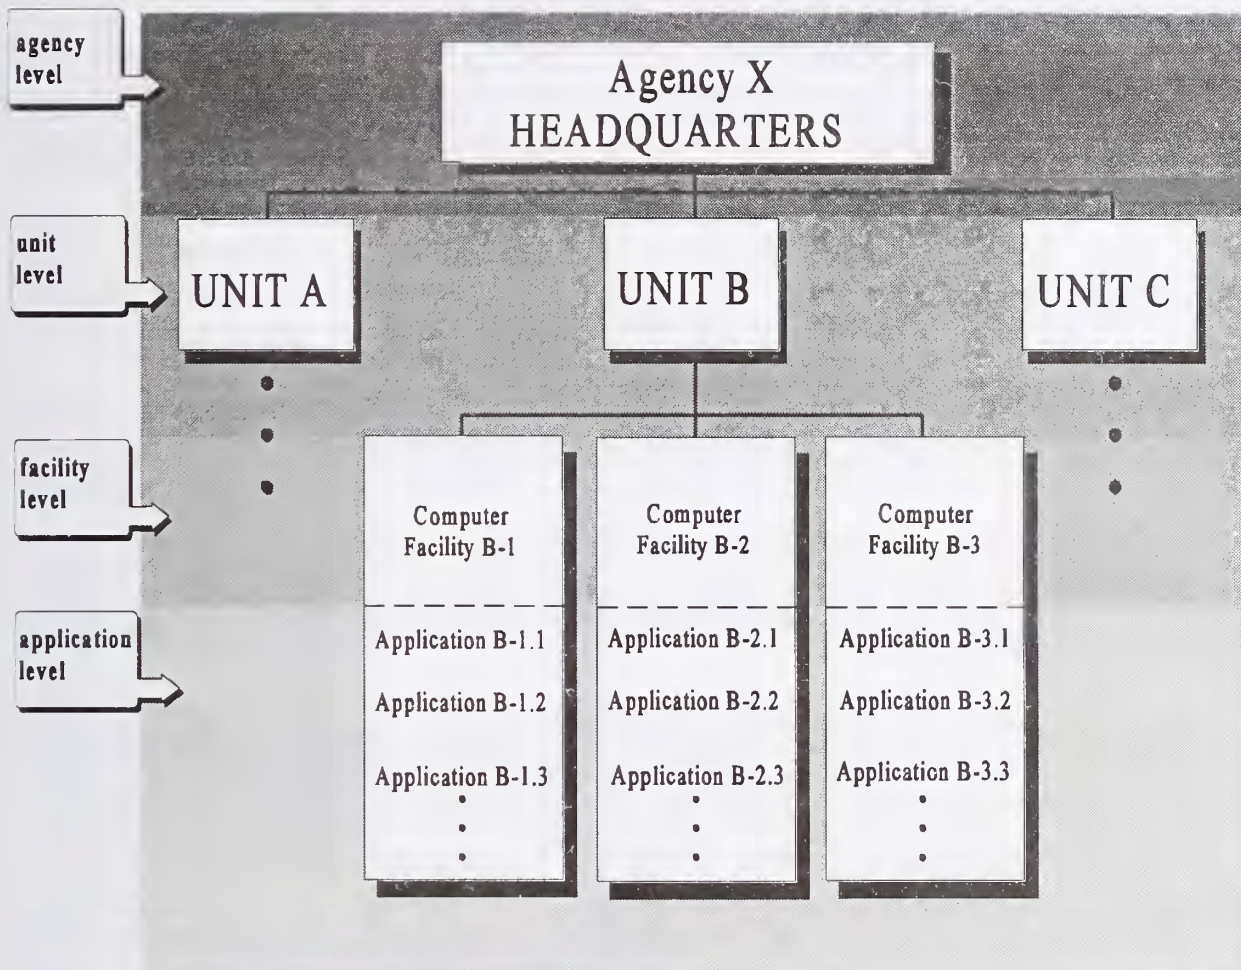 agency
level
Agency X
HEADQUARTERS
unit
level
UNIT A
UNIT B
UNIT C
facility
level
Computer
Facility B-1
Computer
Facility B-2
Computer
Facility B-3
application
level
Application B-1.1
Application B-2.1
Application B-3.1
Application B-1.2
Application B-2.2
Application B-3.2
Application B-1.3
Application B-2.3
Application B-3.3